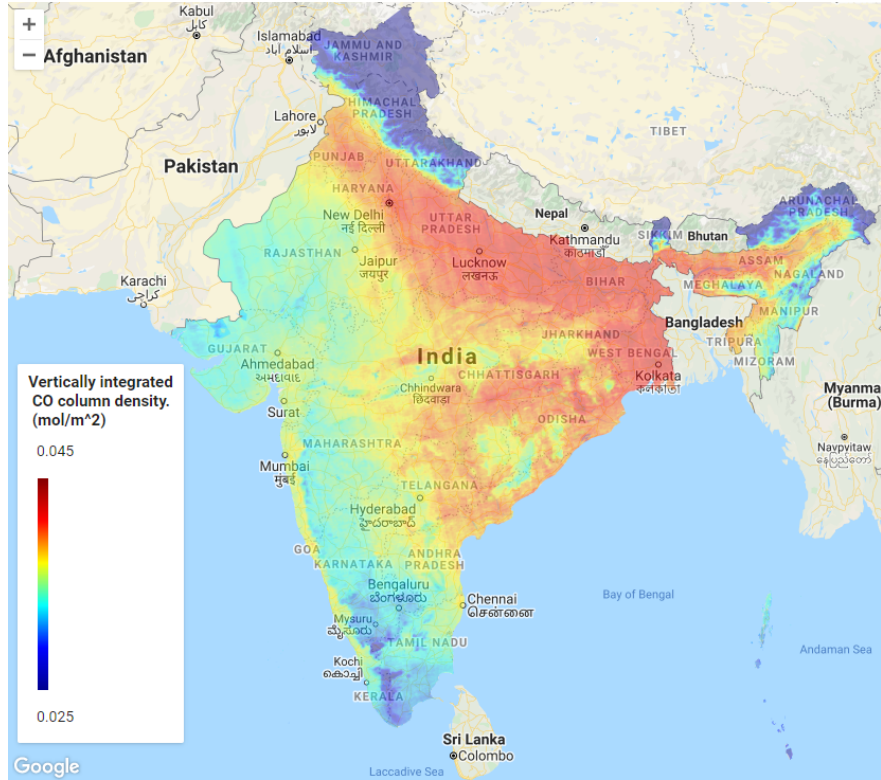 +
−
Kabul
کابل
Afghanistan
Islamabad
اسلام آباد
JAMMU AND
KASHMIR
HIMACHAL
PRADESH
Lahore
لاہور
TIBET
PUNJAB
UTTARAKHAND
Pakistan
HARYANA
ARUNACHAL
PRADESH
New Delhi
नई दिल्ली
UTTAR
PRADESH
Nepal
Kathmandu
काठमाडौं
SIKKIM
Bhutan
RAJASTHAN
Jaipur
जयपुर
Lucknow
लखनऊ
ASSAM
NAGALAND
Karachi
کراچی
BIHAR
MEGHALAYA
MANIPUR
Bangladesh
GUJARAT
India
JHARKHAND
TRIPURA
WEST BENGAL
MIZORAM
Ahmedabad
અમદાવાદ
CHHATTISGARH
Kolkata
কলকাতা
Chhindwara
छिंदवाड़ा
Vertically integrated
CO column density.
(mol/m^2)
Myanma
(Burma)
Surat
ODISHA
0.045
MAHARASHTRA
Naypyitaw
နေပြည်တော်
Mumbai
मुंबई
TELANGANA
Hyderabad
హైదరాబాద్
GOA
KARNATAKA
ANDHRA
PRADESH
Bengaluru
ಬೆಂಗಳೂರು
Bay of Bengal
Chennai
சென்னை
Mysuru
ಮೈಸೂರು
TAMIL NADU
Andaman Sea
Kochi
കൊച്ചി
KERALA
0.025
Sri Lanka
Colombo
Google
Laccadive Sea